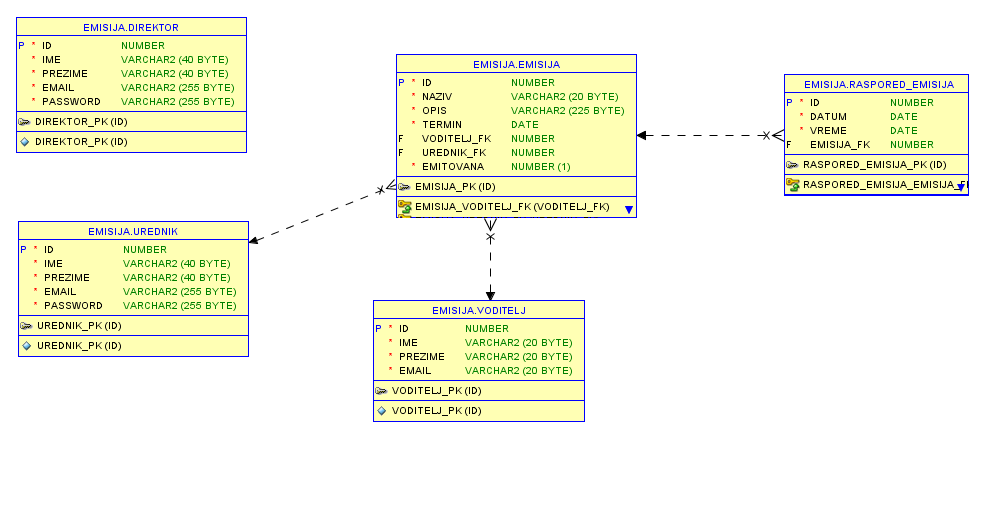 EMISIJA.DIREKTOR
P * ID NUMBER
* IME VARCHAR2 (40 BYTE)
* PREZIME VARCHAR2 (40 BYTE)
* EMAIL VARCHAR2 (255 BYTE)
* PASSWORD VARCHAR2 (255 BYTE)
DIREKTOR_PK (ID)
DIREKTOR_PK (ID)
EMISIJA.EMISIJA
P * ID NUMBER
* NAZIV VARCHAR2 (20 BYTE)
* OPIS VARCHAR2 (225 BYTE)
* TERMIN DATE
F VODITELJ_FK NUMBER
F UREDNIK_FK NUMBER
* EMITOVANA NUMBER (1)
EMISIJA_PK (ID)
EMISIJA_VODITELJ_FK (VODITELJ_FK)
EMISIJA.RASPORED_EMISIJA
P * ID NUMBER
* DATUM DATE
* VREME DATE
F EMISIJA_FK NUMBER
RASPORED_EMISIJA_PK (ID)
RASPORED_EMISIJA_EMISIJA_F
EMISIJA.UREDNIK
P * ID NUMBER
* IME VARCHAR2 (40 BYTE)
* PREZIME VARCHAR2 (40 BYTE)
* EMAIL VARCHAR2 (255 BYTE)
* PASSWORD VARCHAR2 (255 BYTE)
UREDNIK_PK (ID)
UREDNIK_PK (ID)
EMISIJA.VODITELJ
P * ID NUMBER
* IME VARCHAR2 (20 BYTE)
* PREZIME VARCHAR2 (20 BYTE)
* EMAIL VARCHAR2 (20 BYTE)
VODITELJ_PK (ID)
VODITELJ_PK (ID)